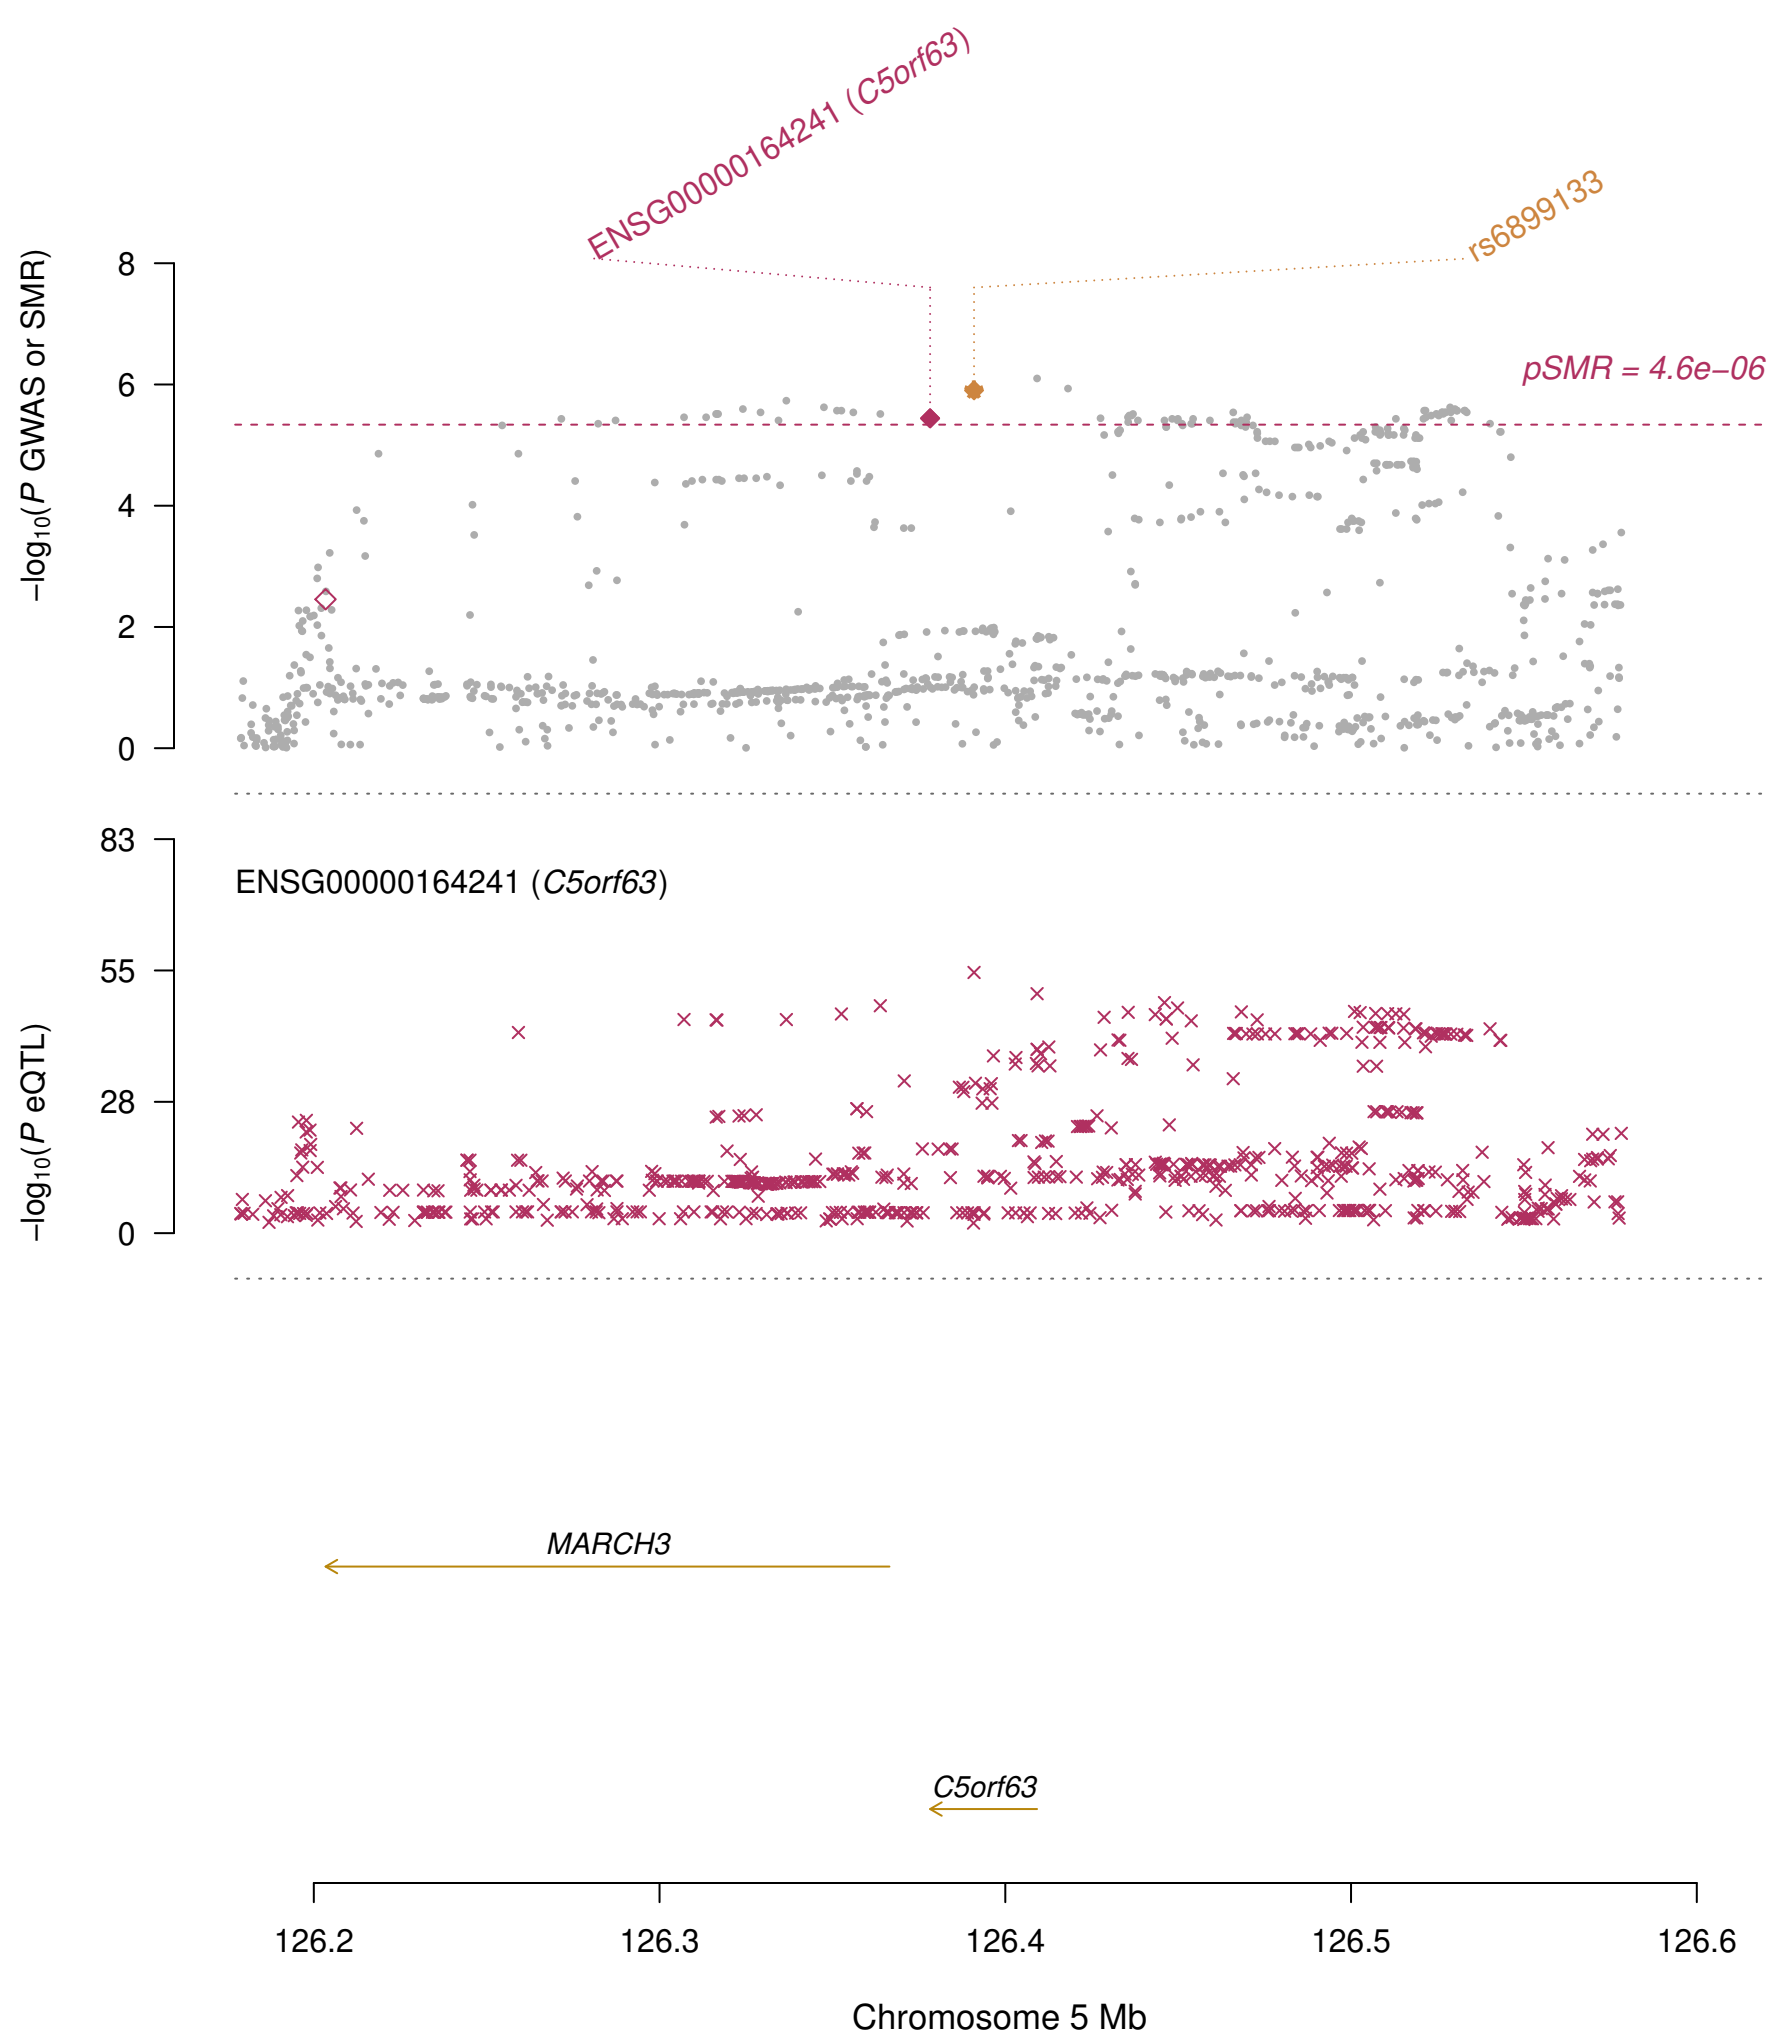 ENSG00000164241 (C5orf63)
rs6899133
pSMR = 4.6e−06
−log10(P GWAS or SMR)
8
6
4
2
0
ENSG00000164241 (C5orf63)
−log10(P eQTL)
83
55
28
0
MARCH3
C5orf63
126.2 126.3 126.4 126.5 126.6
Chromosome 5 Mb